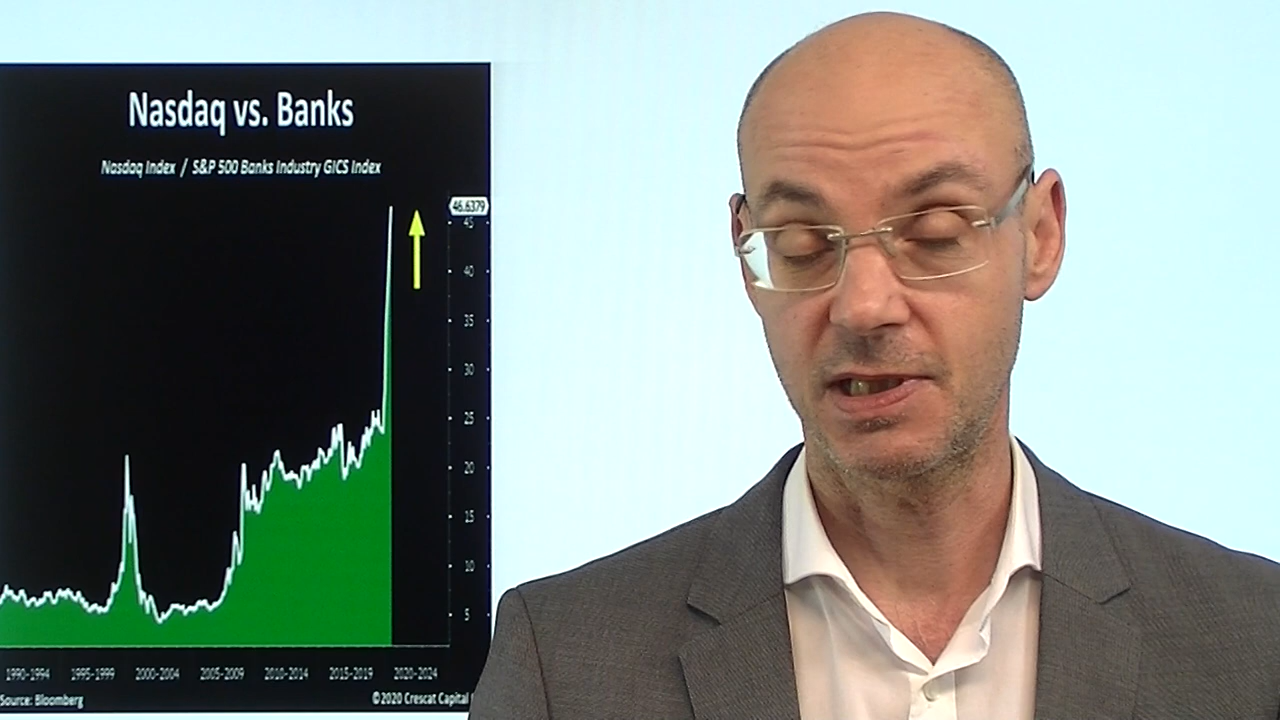 Nasdaq vs. Banks
Nasdaq Index / S&P 500 Banks Industry GICS Index
46.6379
45
40
35
30
25
20
15
10
5
1990-1994 1995-1999 2000-2004 2005-2009 2010-2014 2015-2019 2020-2024
Source: Bloomberg ©2020 Crescat Capital